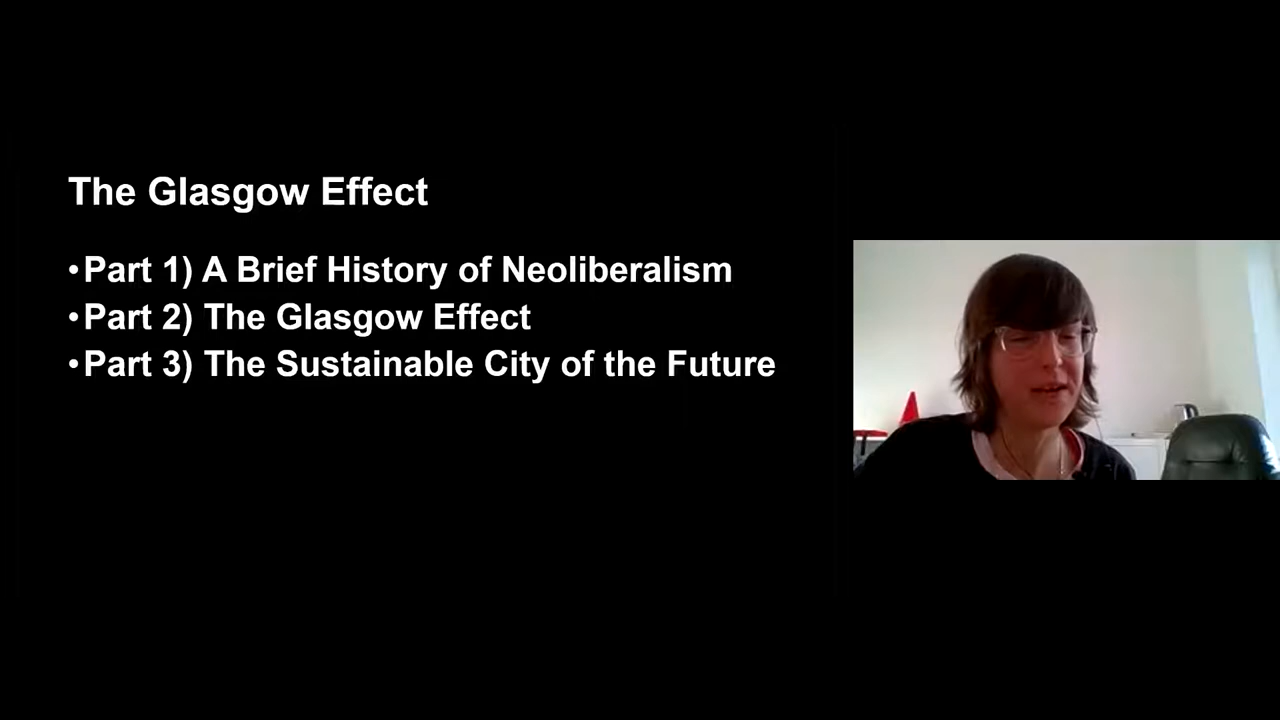 The Glasgow Effect
•Part 1) A Brief History of Neoliberalism
•Part 2) The Glasgow Effect
•Part 3) The Sustainable City of the Future